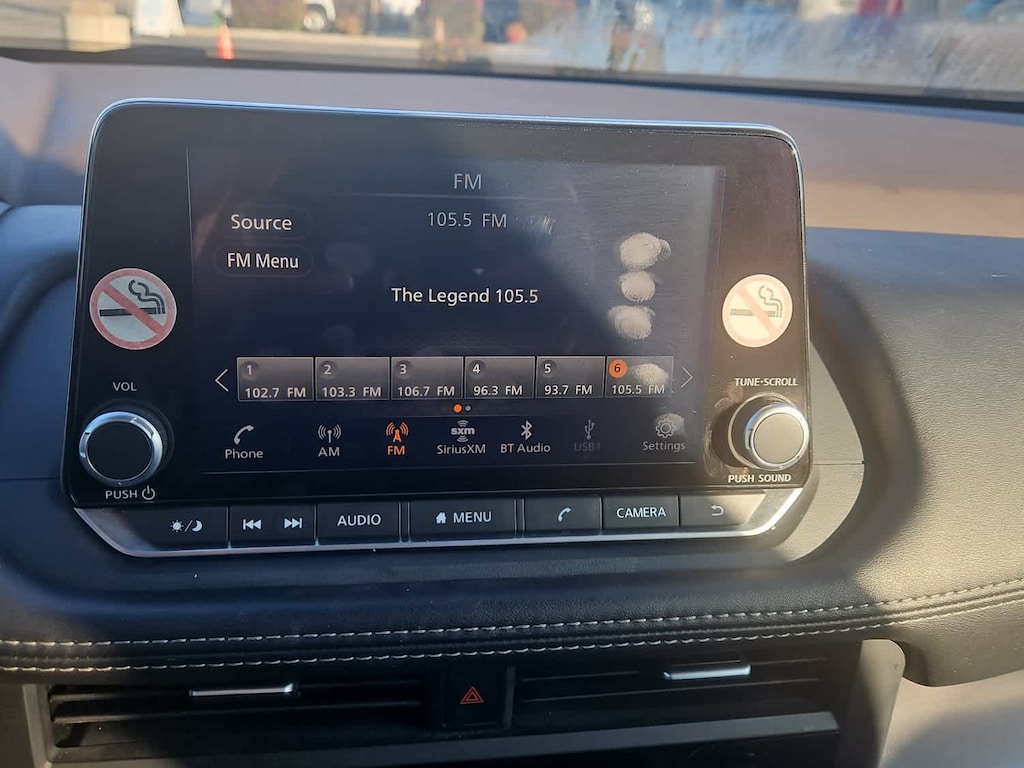 FM
Source
105.5 FM
FM Menu
The Legend 105.5
1
102.7 FM
2
103.3 FM
3
106.7 FM
4
96.3 FM
5
93.7 FM
6
105.5 FM
VOL
TUNE·SCROLL
Phone
AM
FM
sxm
SiriusXM
BT Audio
USB1
Settings
PUSH
PUSH SOUND
AUDIO
MENU
CAMERA